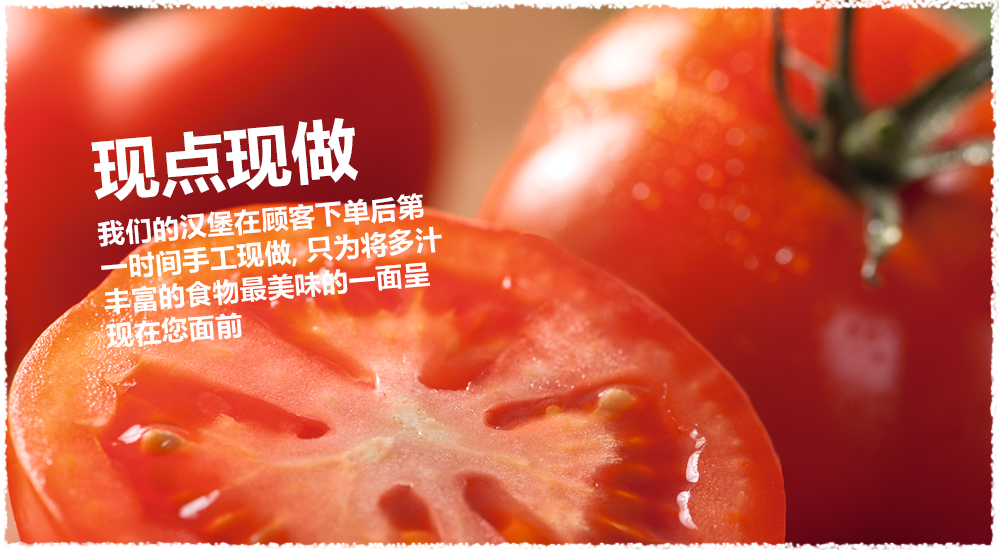 现点现做
我们的汉堡在顾客下单后第
一时间手工现做, 只为将多汁
丰富的食物最美味的一面呈
现在您面前